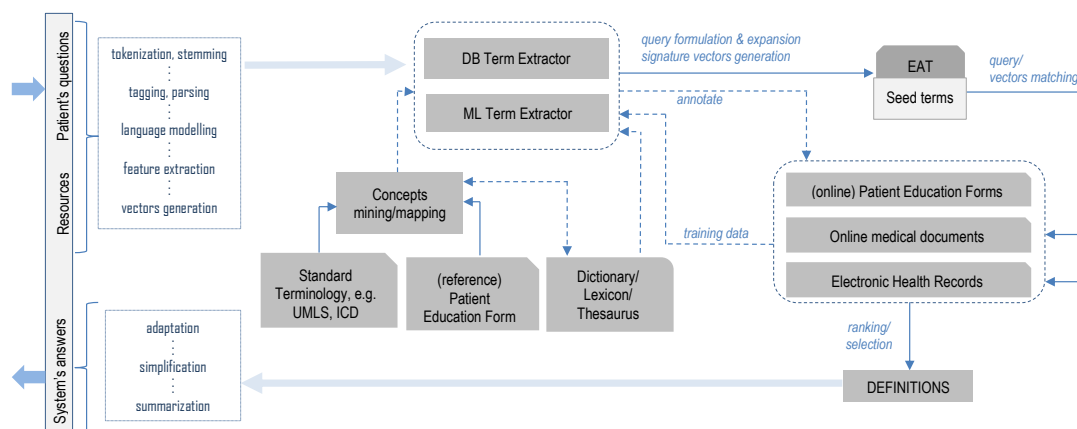 Patient's questions
Resources
System's answers
tokenization, stemming
tagging, parsing
language modelling
feature extraction
vectors generation
DB Term Extractor
ML Term Extractor
query formulation & expansion
signature vectors generation
annotate
EAT
Seed terms
query/
vectors matching
Concepts
mining/mapping
training data
(online) Patient Education Forms
Online medical documents
Electronic Health Records
Standard
Terminology, e.g.
UMLS, ICD
(reference)
Patient
Education Form
Dictionary/
Lexicon/
Thesaurus
ranking/
selection
adaptation
simplification
summarization
DEFINITIONS